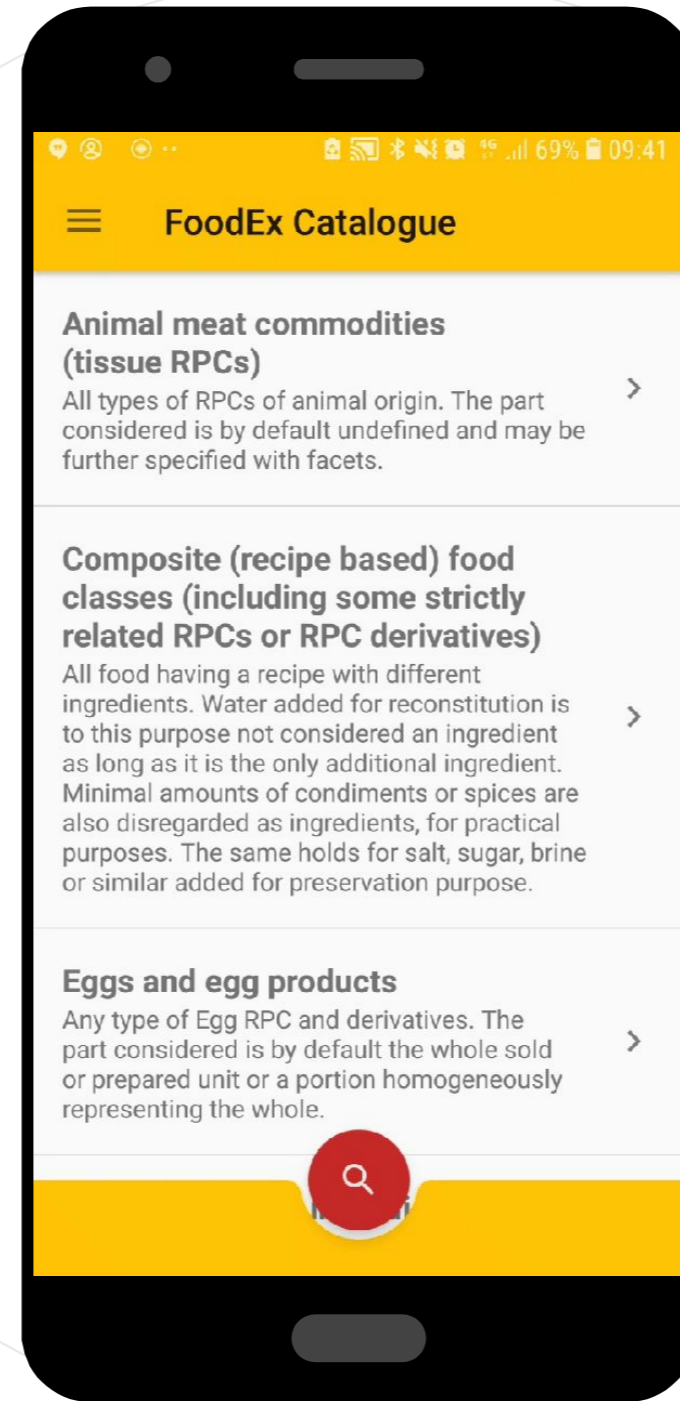 4G 69% 09:41
FoodEx Catalogue
Animal meat commodities
(tissue RPCs)
All types of RPCs of animal origin. The part
considered is by default undefined and may be
further specified with facets.
Composite (recipe based) food
classes (including some strictly
related RPCs or RPC derivatives)
All food having a recipe with different
ingredients. Water added for reconstitution is
to this purpose not considered an ingredient
as long as it is the only additional ingredient.
Minimal amounts of condiments or spices are
also disregarded as ingredients, for practical
purposes. The same holds for salt, sugar, brine
or similar added for preservation purpose.
Eggs and egg products
Any type of Egg RPC and derivatives. The
part considered is by default the whole sold
or prepared unit or a portion homogeneously
representing the whole.